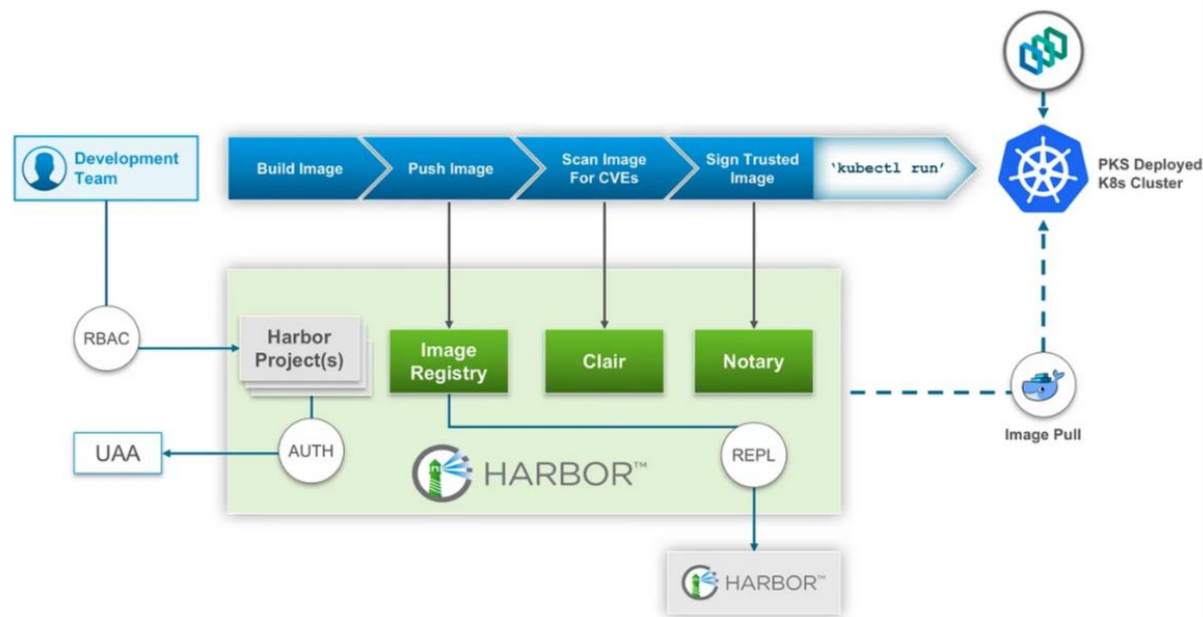 Development
Team
Build Image
Push Image
Scan Image
For CVEs
Sign Trusted
Image
‘kubectl run’
PKS Deployed
K8s Cluster
RBAC
Harbor
Project(s)
Image
Registry
Clair
Notary
UAA
AUTH
HARBOR™
REPL
Image Pull
HARBOR™